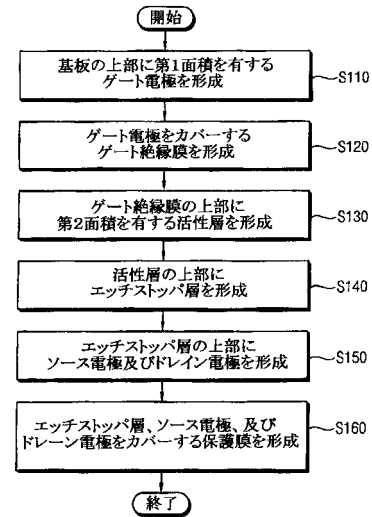 開始
基板の上部に第1面積を有する
ゲート電極を形成
S110
ゲート電極をカバーする
ゲート絶縁膜を形成
S120
ゲート絶縁膜の上部に
第2面積を有する活性層を形成
S130
活性層の上部に
エッチストッパ層を形成
S140
エッチストッパ層の上部に
ソース電極及びドレイン電極を形成
S150
エッチストッパ層、ソース電極、及び
ドレーン電極をカバーする保護膜を形成
S160
終了